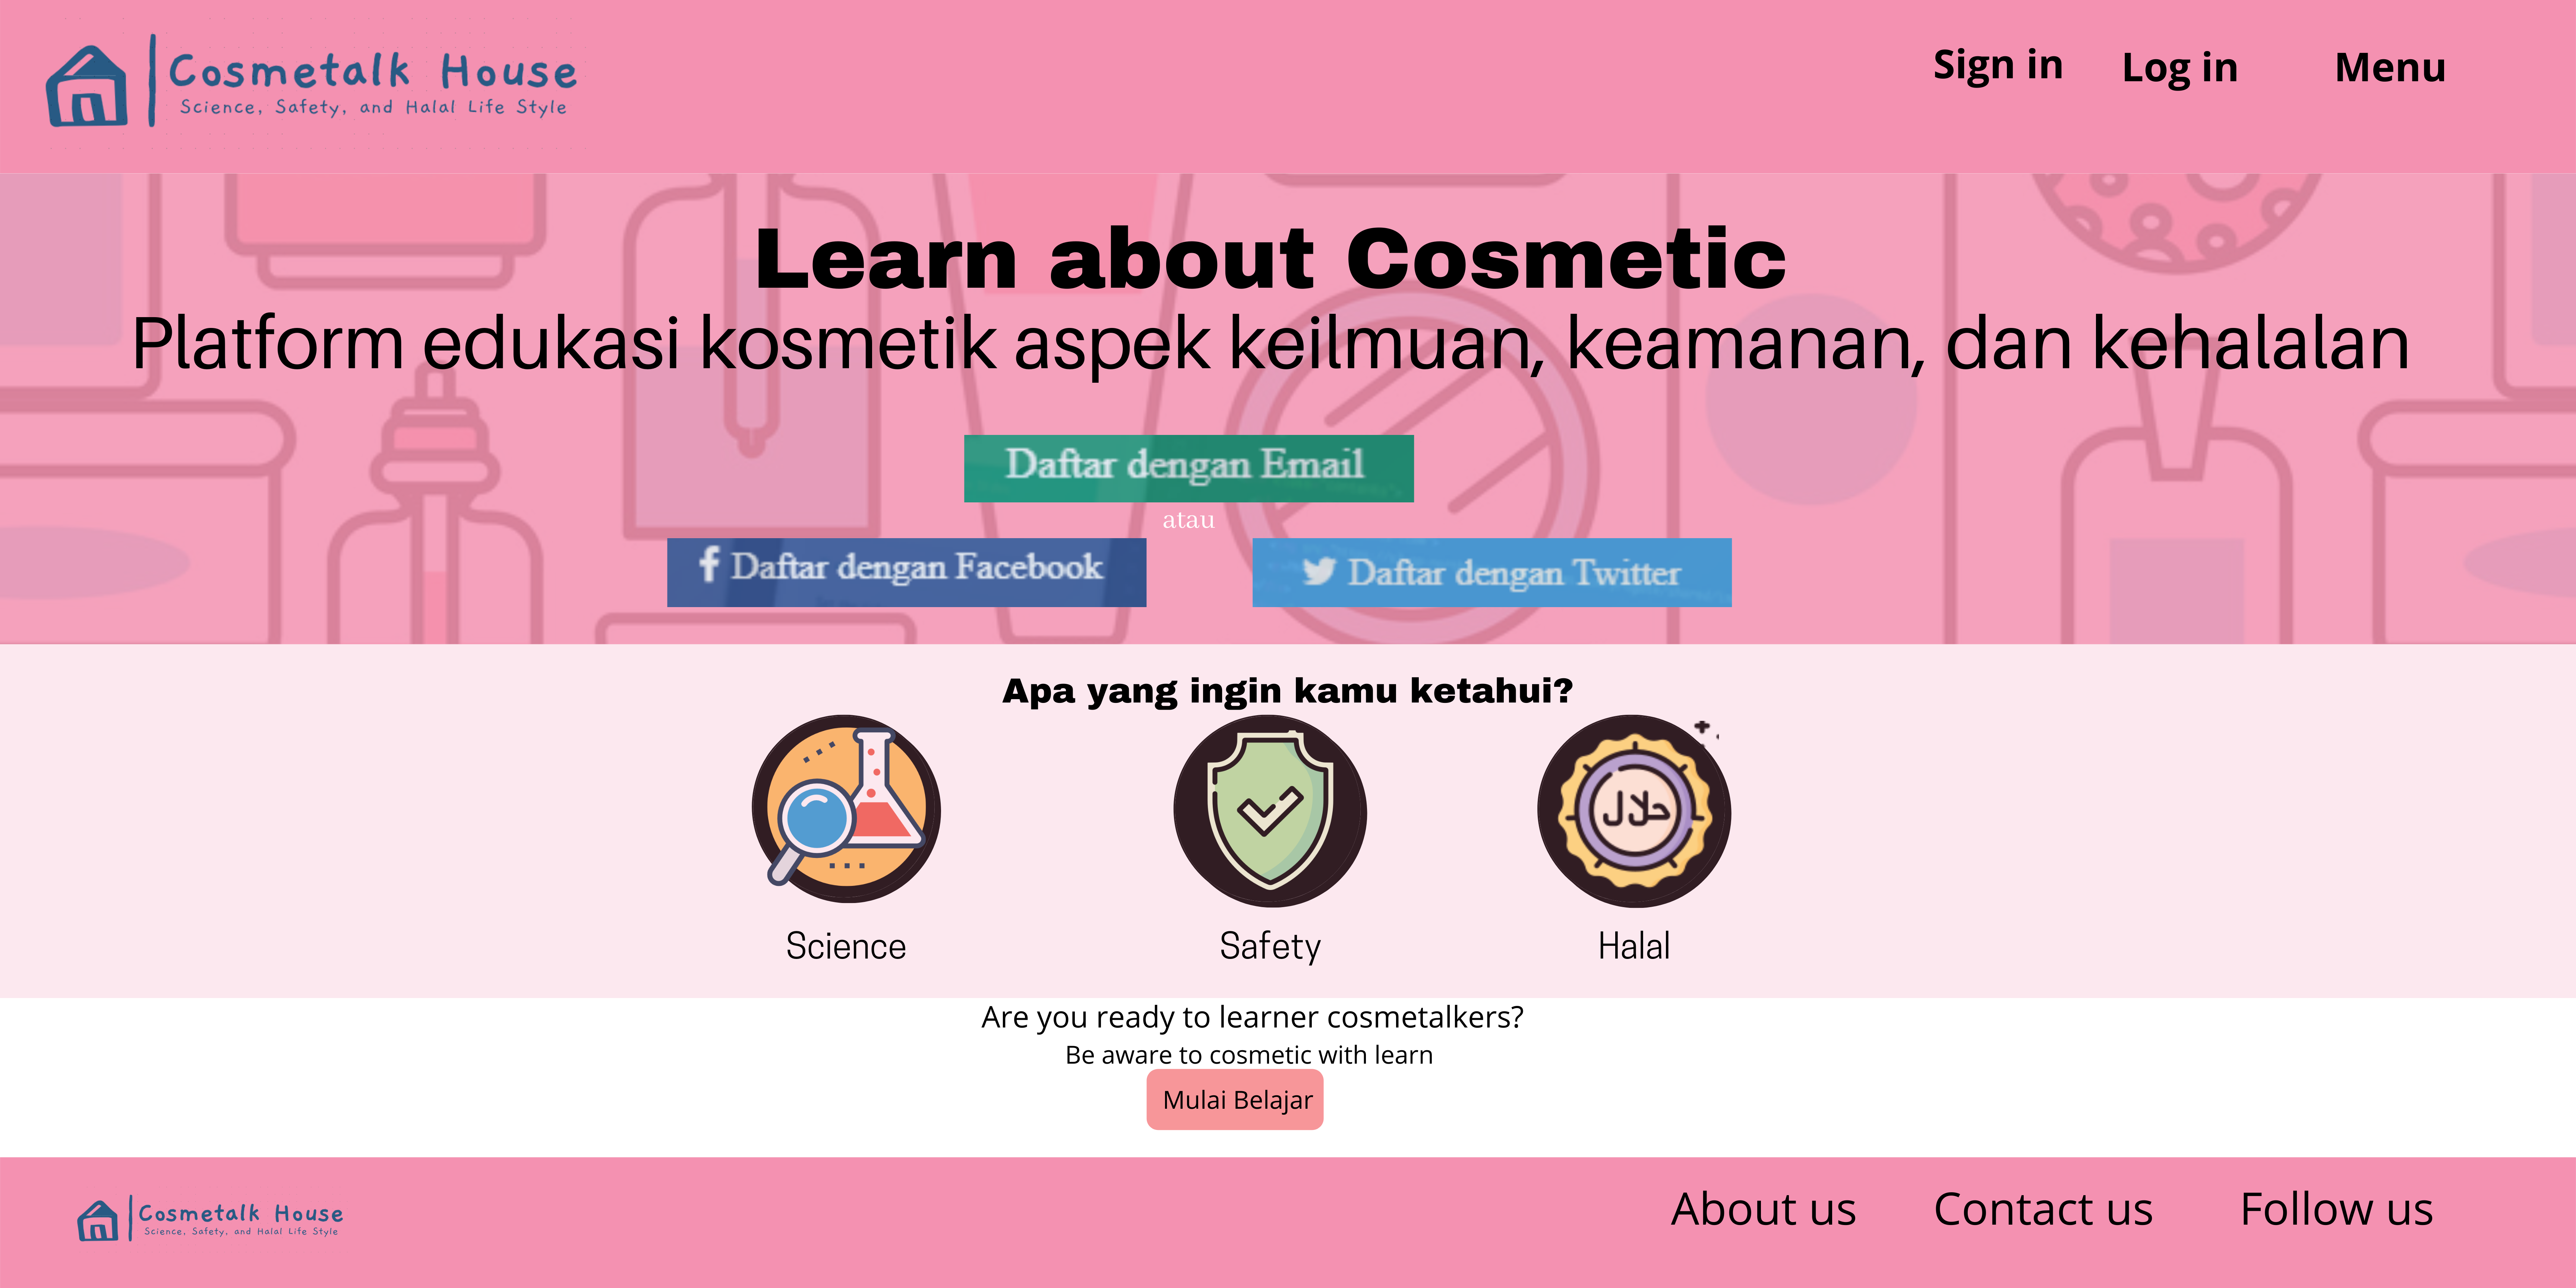 Cosmetalk House
Science, Safety, and Halal Life Style
Sign in
Log in
Menu
Learn about Cosmetic
Platform edukasi kosmetik aspek keilmuan, keamanan, dan kehalalan
Daftar dengan Email
atau
Daftar dengan Facebook
Daftar dengan Twitter
Apa yang ingin kamu ketahui?
حلال
Science
Safety
Halal
Are you ready to learner cosmetalkers?
Be aware to cosmetic with learn
Mulai Belajar
Cosmetalk House
Science, Safety, and Halal Life Style
About us
Contact us
Follow us